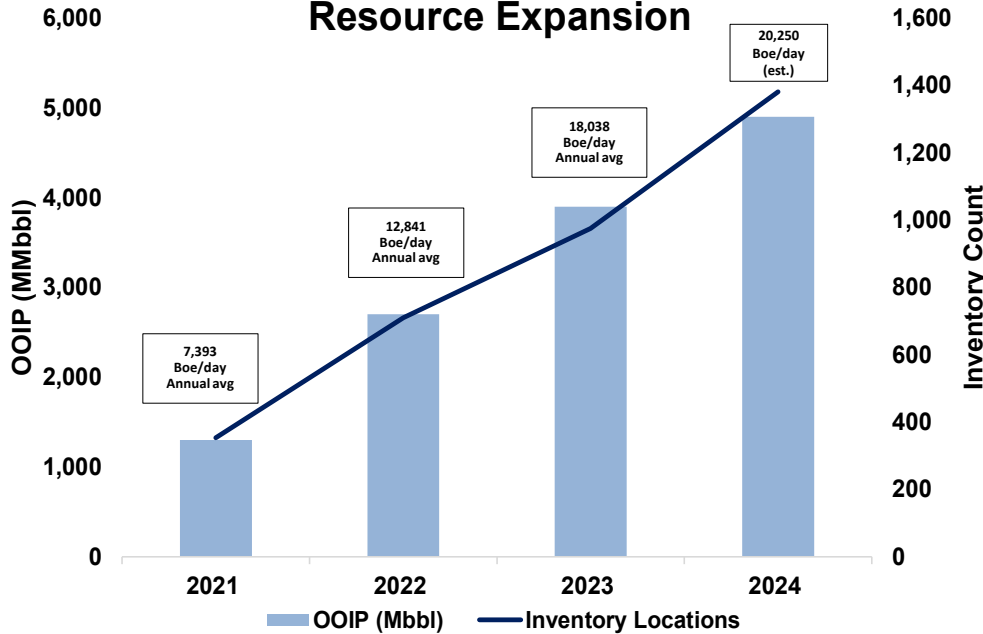 Resource Expansion
6,000
5,000
4,000
3,000
2,000
1,000
0
OOIP (MMbbl)
1,600
1,400
1,200
1,000
800
600
400
200
0
Inventory Count
7,393
Boe/day
Annual avg
12,841
Boe/day
Annual avg
18,038
Boe/day
Annual avg
20,250
Boe/day
(est.)
2021
2022
2023
2024
OOIP (Mbbl)
Inventory Locations